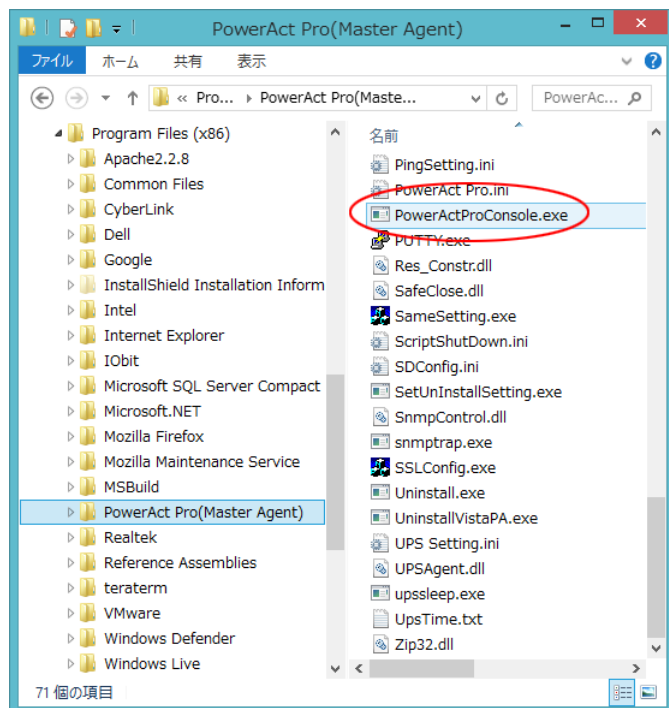 PowerAct Pro(Master Agent)
ファイル ホーム 共有 表示
« Pro... PowerAct Pro(Maste... PowerAc...
Program Files (x86)
Apache2.2.8
Common Files
CyberLink
Dell
Google
InstallShield Installation Inform
Intel
Internet Explorer
IObit
Microsoft SQL Server Compact
Microsoft.NET
Mozilla Firefox
Mozilla Maintenance Service
MSBuild
PowerAct Pro(Master Agent)
Realtek
Reference Assemblies
teraterm
VMware
Windows Defender
Windows Live
名前
PingSetting.ini
PowerAct Pro.ini
PowerActProConsole.exe
PUTTY.exe
Res_Constr.dll
SafeClose.dll
SameSetting.exe
ScriptShutDown.ini
SDConfig.ini
SetUnInstallSetting.exe
SnmpControl.dll
snmptrap.exe
SSLConfig.exe
Uninstall.exe
UninstallVistaPA.exe
UPS Setting.ini
UPSAgent.dll
upssleep.exe
UpsTime.txt
Zip32.dll
71 個の項目